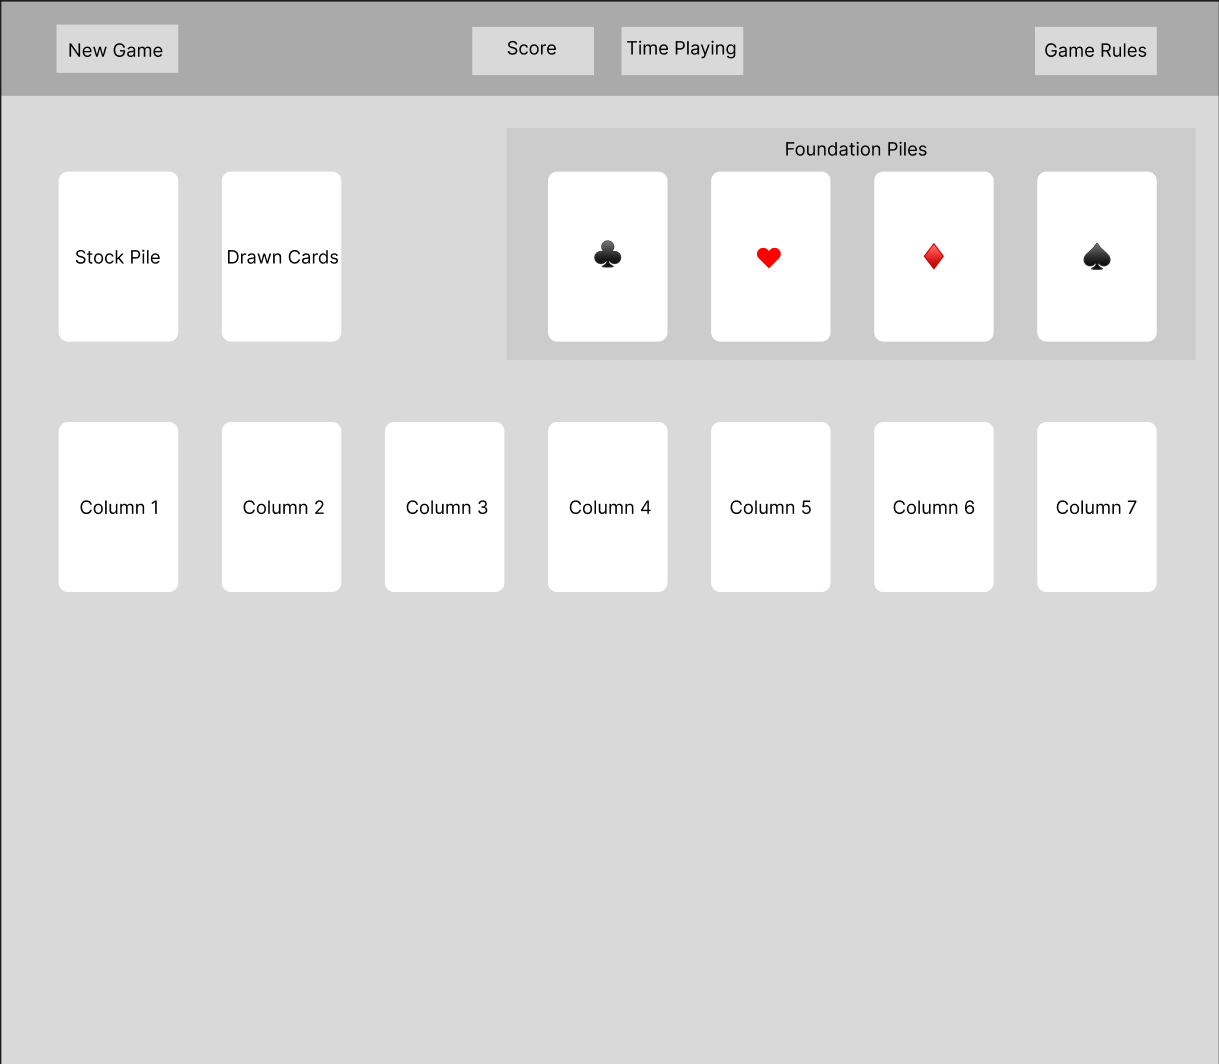 New Game
Score
Time Playing
Game Rules
Foundation Piles
Stock Pile
Drawn Cards
Column 1
Column 2
Column 3
Column 4
Column 5
Column 6
Column 7